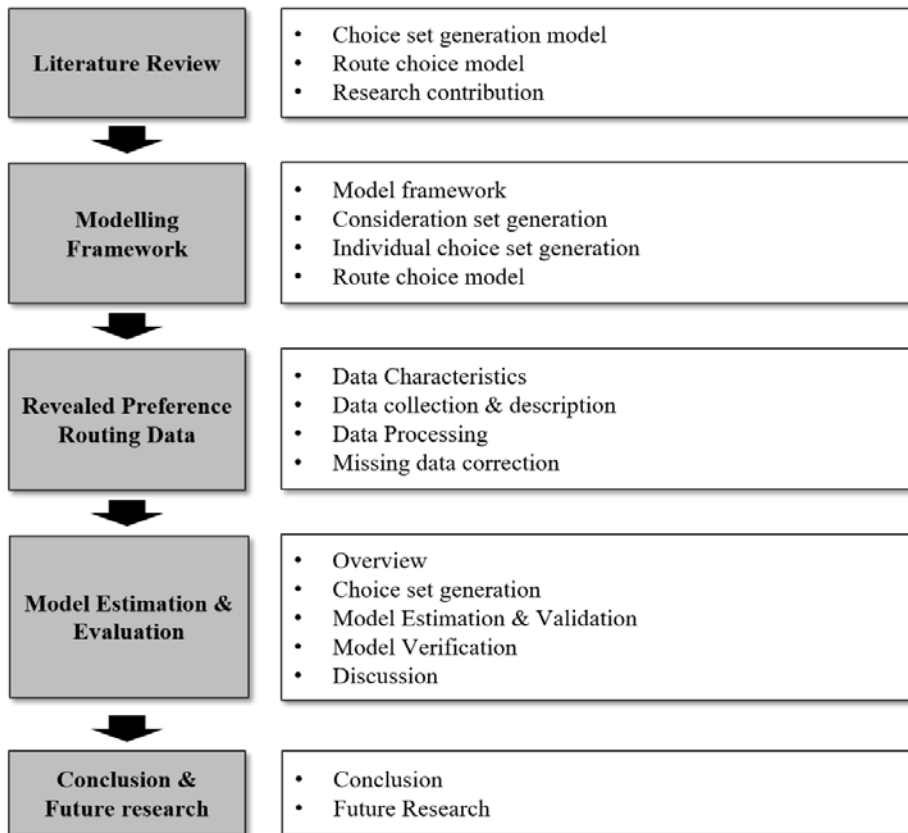 Literature Review
• Choice set generation model
• Route choice model
• Research contribution
Modelling
Framework
• Model framework
• Consideration set generation
• Individual choice set generation
• Route choice model
Revealed Preference
Routing Data
• Data Characteristics
• Data collection & description
• Data Processing
• Missing data correction
Model Estimation &
Evaluation
• Overview
• Choice set generation
• Model Estimation & Validation
• Model Verification
• Discussion
Conclusion &
Future research
• Conclusion
• Future Research